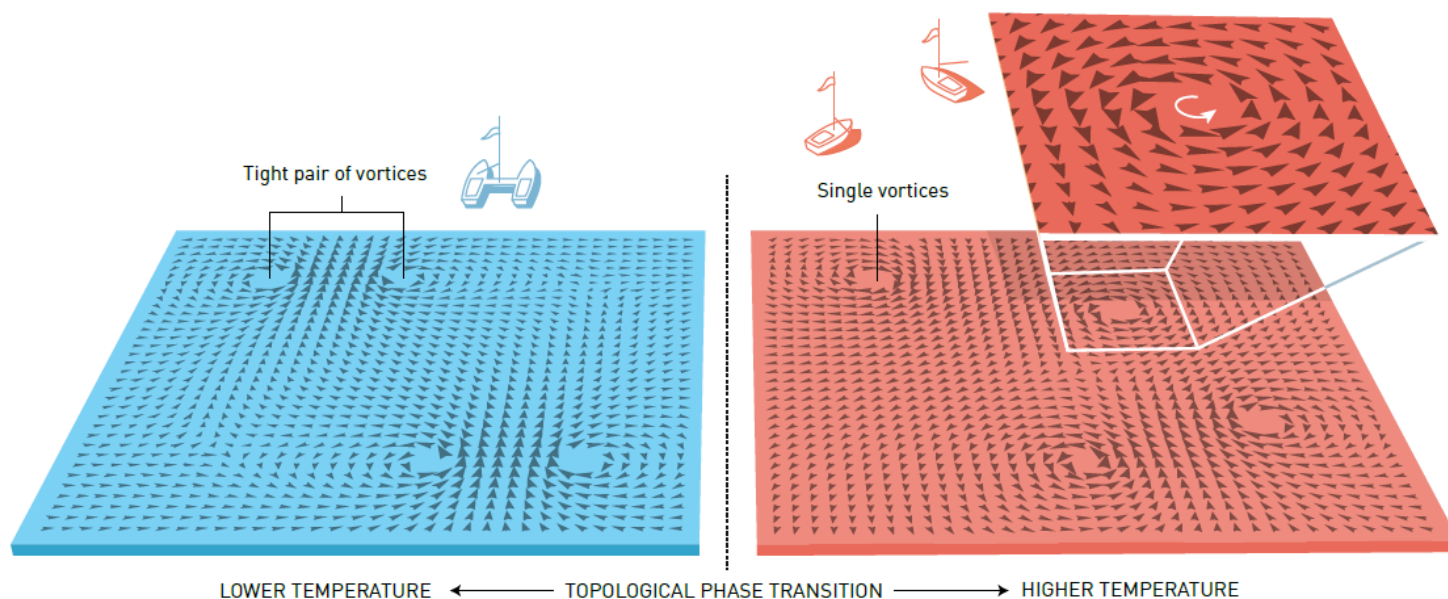 Tight pair of vortices
Single vortices
LOWER TEMPERATURE
TOPOLOGICAL PHASE TRANSITION
HIGHER TEMPERATURE